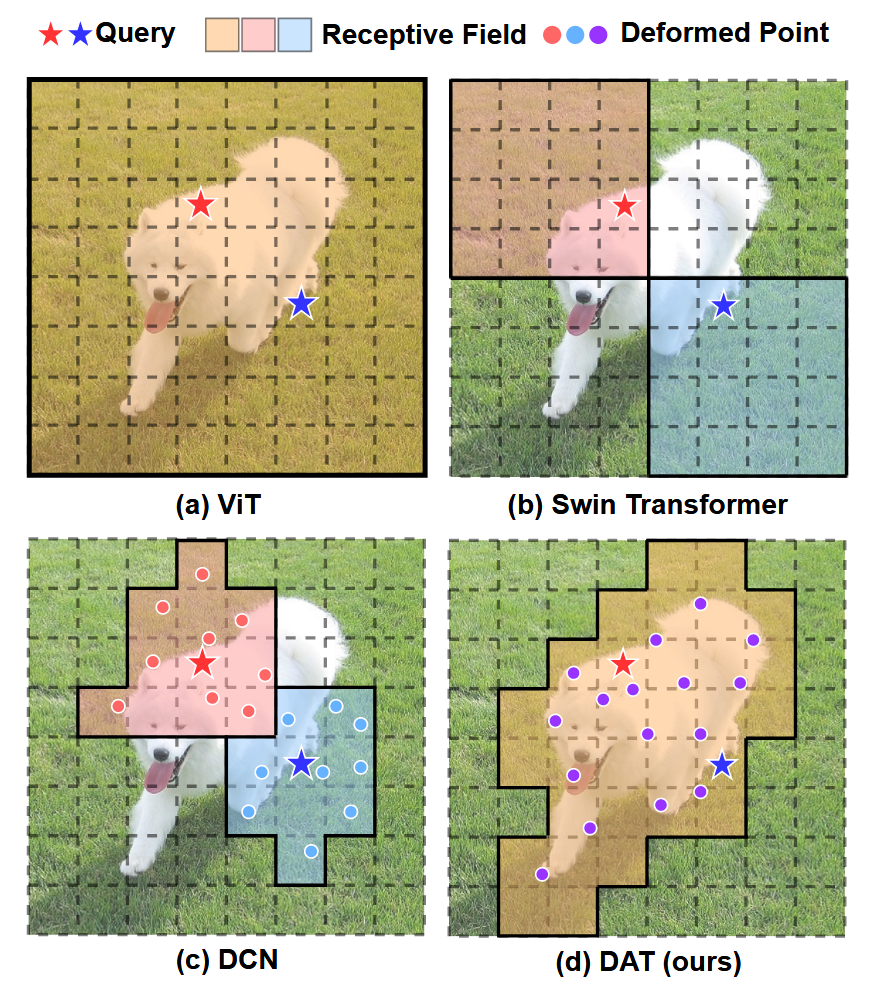 Query Receptive Field Deformed Point
(a) ViT (b) Swin Transformer
(c) DCN (d) DAT (ours)